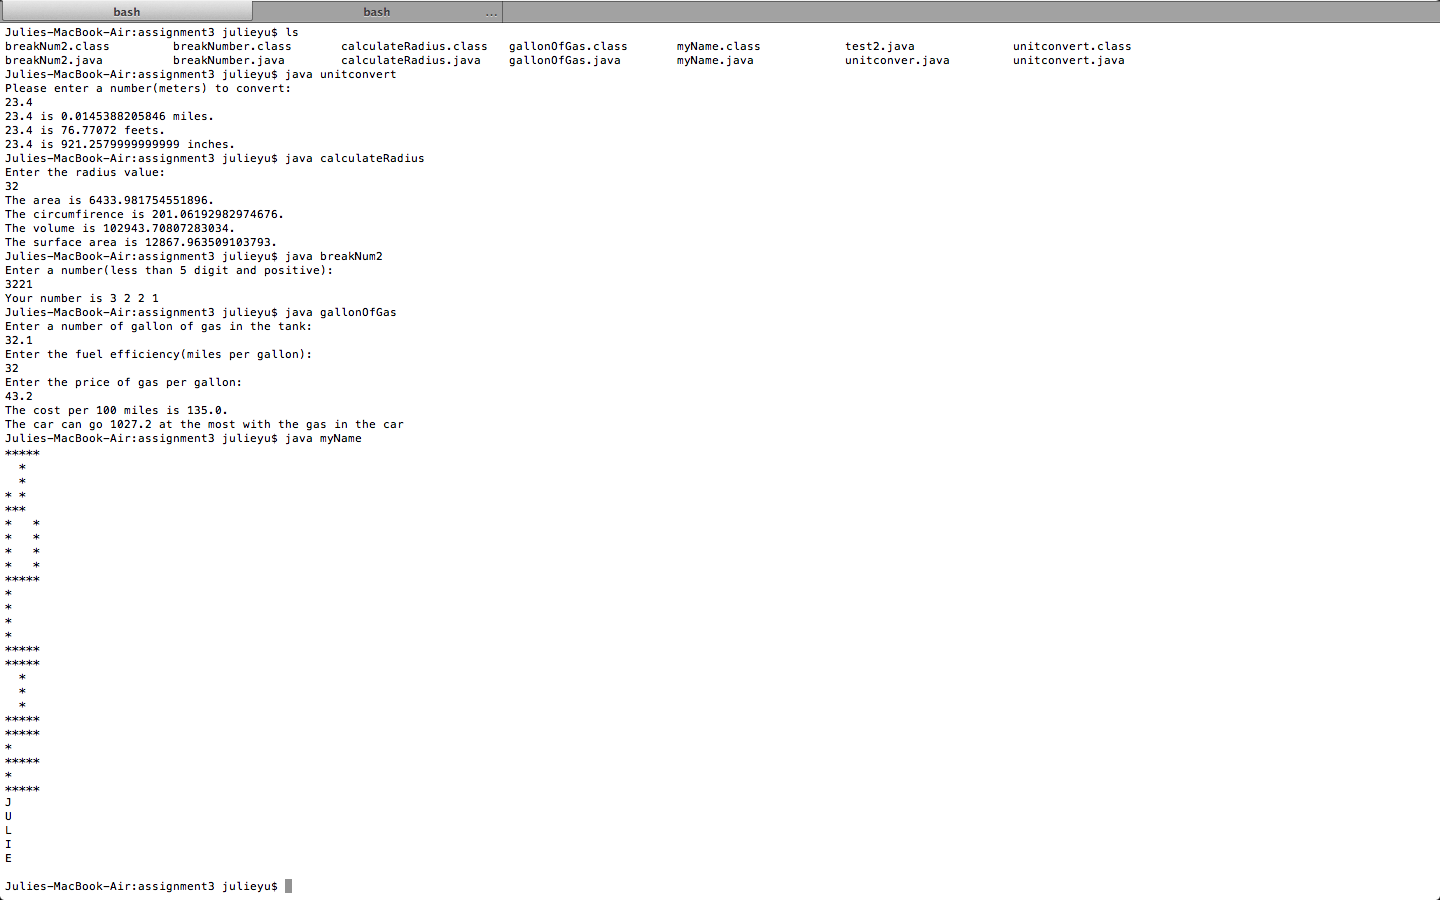 bash bash ...
Julies-MacBook-Air:assignment3 julieyu$ ls
breakNum2.class breakNumber.class calculateRadius.class gallonOfGas.class myName.class test2.java unitconvert.class
breakNum2.java breakNumber.java calculateRadius.java gallonOfGas.java myName.java unitconver.java unitconvert.java
Julies-MacBook-Air:assignment3 julieyu$ java unitconvert
Please enter a number(meters) to convert:
23.4
23.4 is 0.0145388205846 miles.
23.4 is 76.77072 feets.
23.4 is 921.2579999999999 inches.
Julies-MacBook-Air:assignment3 julieyu$ java calculateRadius
Enter the radius value:
32
The area is 6433.981754551896.
The circumfirence is 201.06192982974676.
The volume is 102943.70807283034.
The surface area is 12867.963509103793.
Julies-MacBook-Air:assignment3 julieyu$ java breakNum2
Enter a number(less than 5 digit and positive):
3221
Your number is 3 2 2 1
Julies-MacBook-Air:assignment3 julieyu$ java gallonOfGas
Enter a number of gallon of gas in the tank:
32.1
Enter the fuel efficiency(miles per gallon):
32
Enter the price of gas per gallon:
43.2
The cost per 100 miles is 135.0.
The car can go 1027.2 at the most with the gas in the car
Julies-MacBook-Air:assignment3 julieyu$ java myName
*****
  *
  *
* *
***
*   *
*   *
*   *
*   *
*****
*
*
*
*
*****
*****
  *
  *
  *
*****
*****
*
*****
*
*****
J
U
L
I
E
Julies-MacBook-Air:assignment3 julieyu$